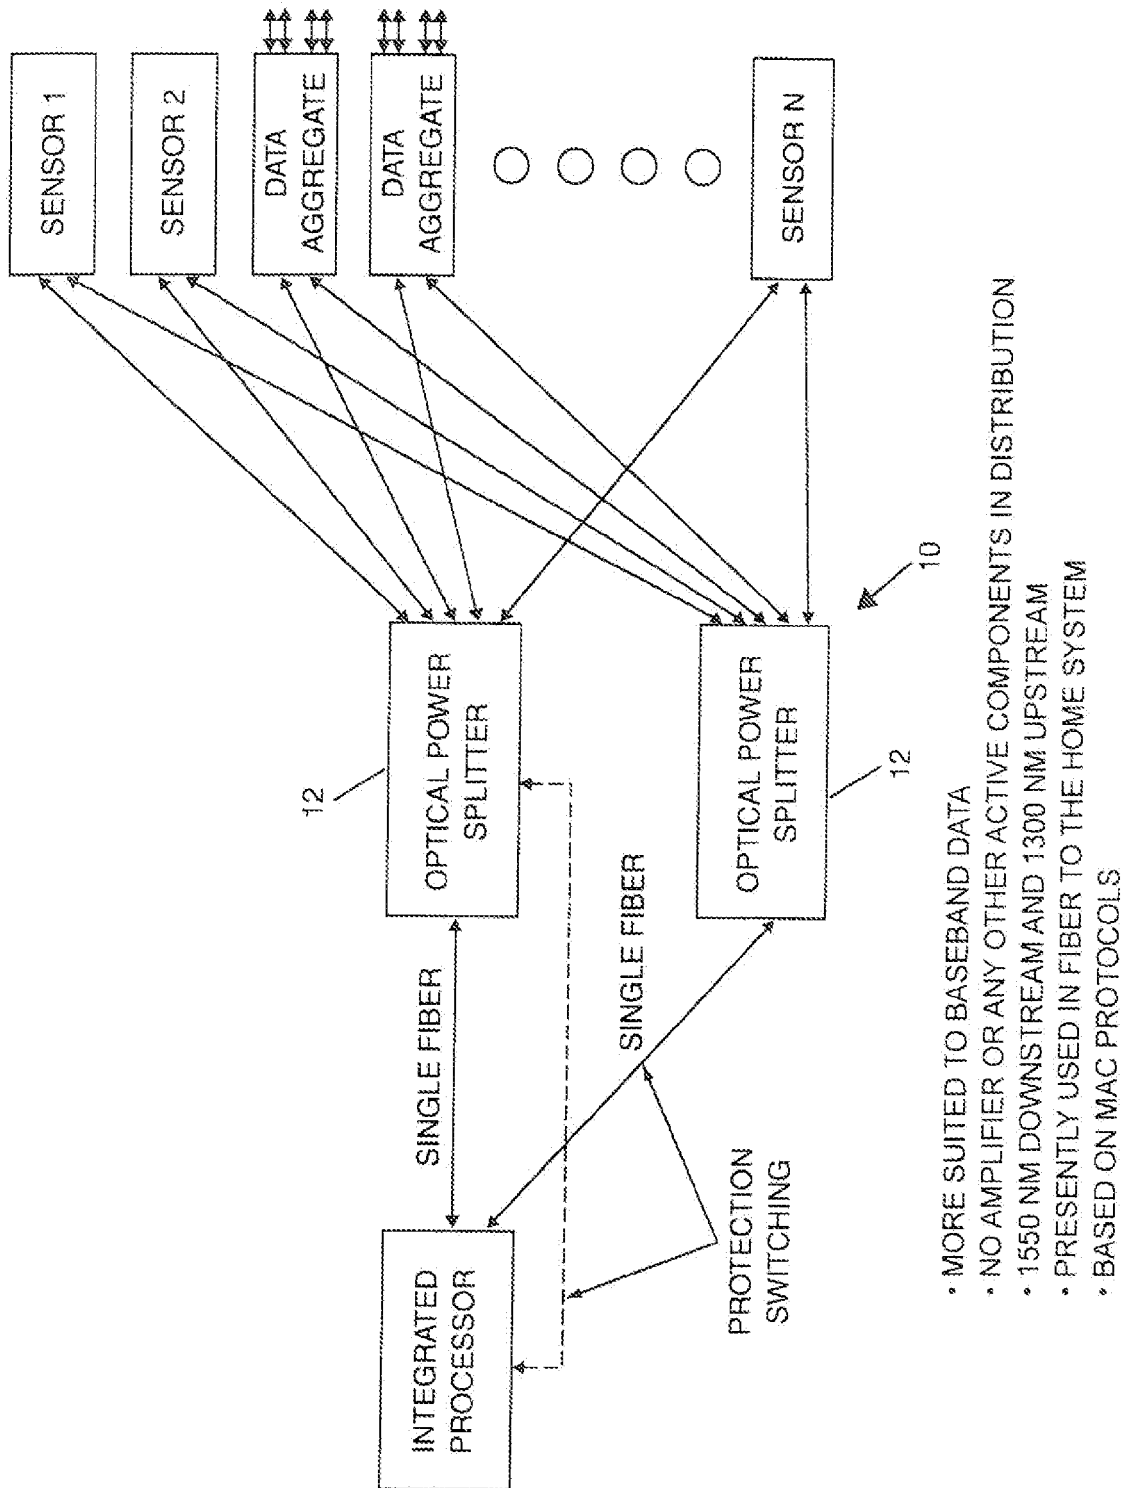 SENSOR 1
SENSOR 2
DATA
AGGREGATE
DATA
AGGREGATE
SENSOR N
12
OPTICAL POWER
SPLITTER
OPTICAL POWER
SPLITTER
12
10
SINGLE FIBER
SINGLE FIBER
INTEGRATED
PROCESSOR
PROTECTION
SWITCHING
• MORE SUITED TO BASEBAND DATA
• NO AMPLIFIER OR ANY OTHER ACTIVE COMPONENTS IN DISTRIBUTION
• 1550 NM DOWNSTREAM AND 1300 NM UPSTREAM
• PRESENTLY USED IN FIBER TO THE HOME SYSTEM
• BASED ON MAC PROTOCOLS